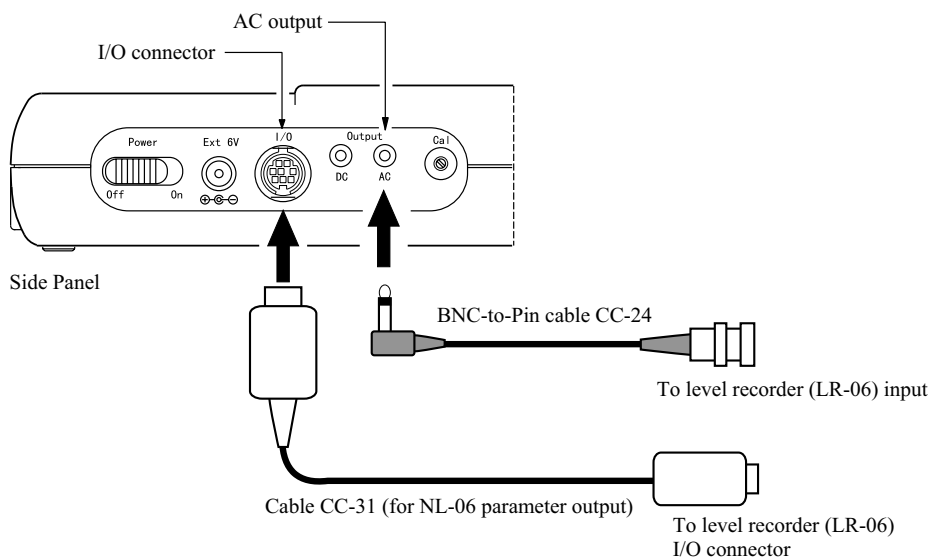 AC output
I/O connector
Power
Ext 6V
I/O
Output
Cal
DC
AC
Off
On
Side Panel
BNC-to-Pin cable CC-24
To level recorder (LR-06) input
Cable CC-31 (for NL-06 parameter output)
To level recorder (LR-06)
I/O connector